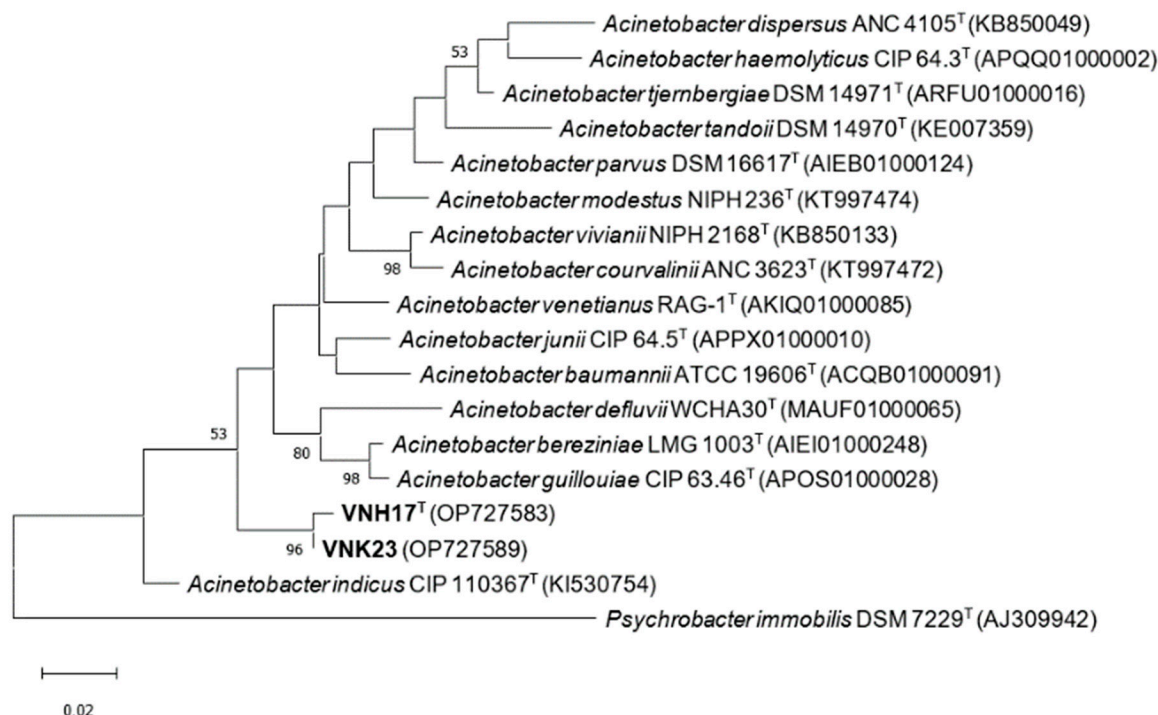 Acinetobacter dispersus ANC 4105T (KB850049)
53
Acinetobacter haemolyticus CIP 64.3T (APQQ01000002)
Acinetobacter tjernbergiae DSM 14971T (ARFU01000016)
Acinetobacter tandoii DSM 14970T (KE007359)
Acinetobacter parvus DSM 16617T (AIEB01000124)
Acinetobacter modestus NIPH 236T (KT997474)
Acinetobacter vivianii NIPH 2168T (KB850133)
98
Acinetobacter courvalinii ANC 3623T (KT997472)
Acinetobacter venetianus RAG-1T (AKIQ01000085)
Acinetobacter junii CIP 64.5T (APPX01000010)
Acinetobacter baumannii ATCC 19606T (ACQB01000091)
Acinetobacter defluvii WCHA30T (MAUF01000065)
53
Acinetobacter bereziniae LMG 1003T (AIEI01000248)
80
98
Acinetobacter guillouiae CIP 63.46T (APOS01000028)
VNH17T (OP727583)
96
VNK23 (OP727589)
Acinetobacter indicus CIP 110367T (KI530754)
Psychrobacter immobilis DSM 7229T (AJ309942)
0.02